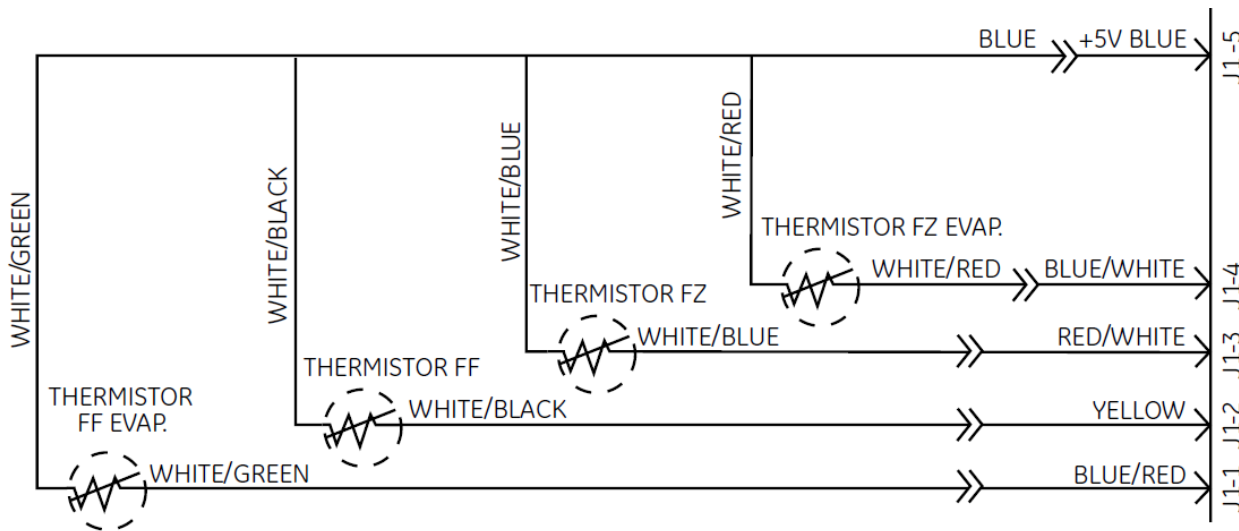 BLUE
+5V BLUE
J1-5
WHITE/GREEN
WHITE/BLACK
WHITE/BLUE
WHITE/RED
THERMISTOR FZ EVAP.
WHITE/RED
BLUE/WHITE
J1-4
THERMISTOR FZ
WHITE/BLUE
RED/WHITE
J1-3
THERMISTOR FF
WHITE/BLACK
YELLOW
J1-2
THERMISTOR
FF EVAP.
WHITE/GREEN
BLUE/RED
J1-1